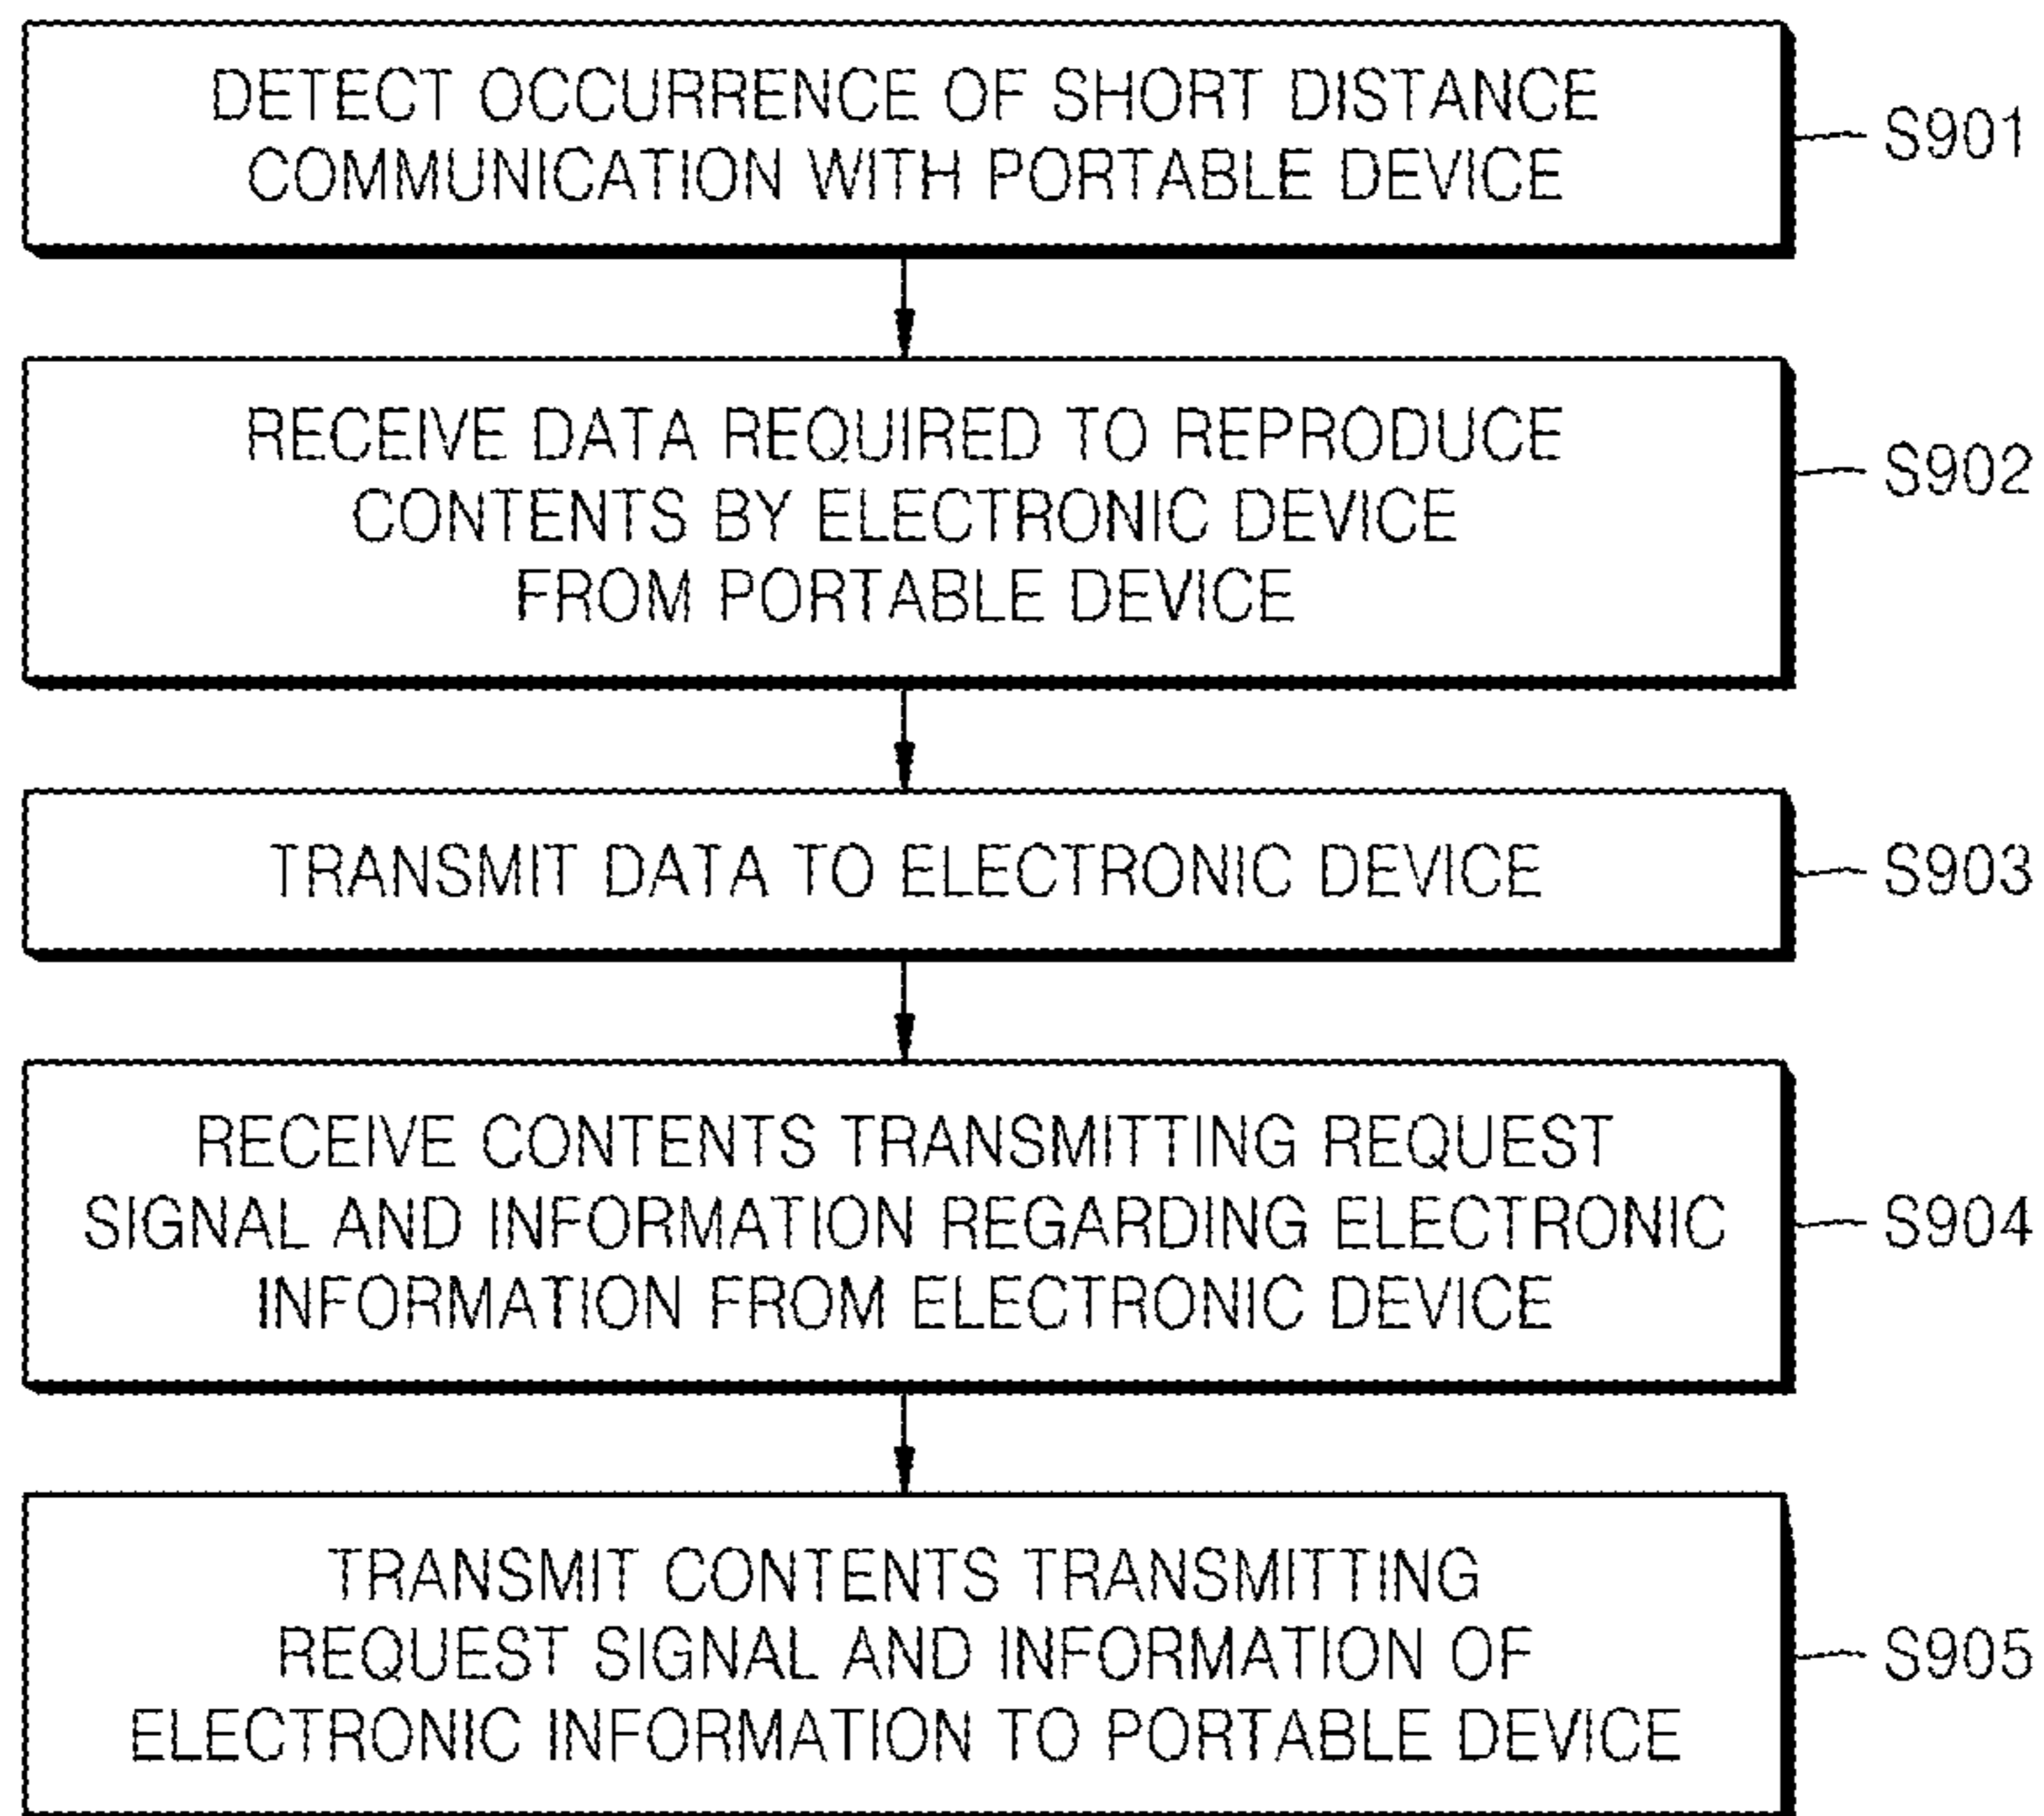 DETECT OCCURRENCE OF SHORT DISTANCE
COMMUNICATION WITH PORTABLE DEVICE
S901
RECEIVE DATA REQUIRED TO REPRODUCE
CONTENTS BY ELECTRONIC DEVICE
FROM PORTABLE DEVICE
S902
TRANSMIT DATA TO ELECTRONIC DEVICE
S903
RECEIVE CONTENTS TRANSMITTING REQUEST
SIGNAL AND INFORMATION REGARDING ELECTRONIC
INFORMATION FROM ELECTRONIC DEVICE
S904
TRANSMIT CONTENTS TRANSMITTING
REQUEST SIGNAL AND INFORMATION OF
ELECTRONIC INFORMATION TO PORTABLE DEVICE
S905